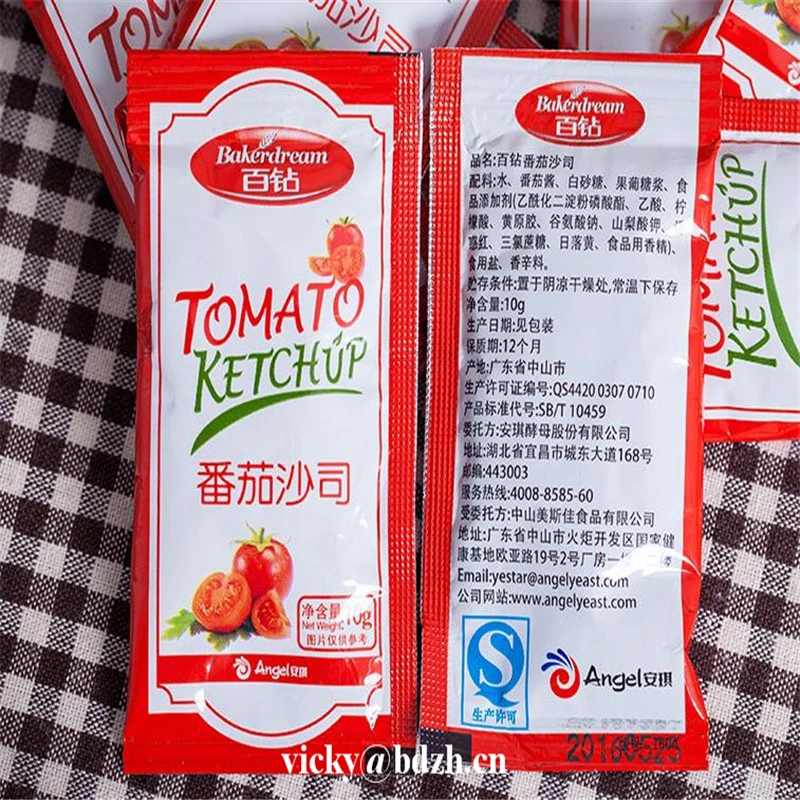 Bakerdream
百钻
TOMATO
KETCHUP
番茄沙司
净含量
Net Weight: 10g
图片仅供参考
Angel安琪
Bakerdream
百钻
品名:百钻番茄沙司
配料:水、番茄酱、白砂糖、果葡糖浆、食
品添加剂(乙酰化二淀粉磷酸酯、乙酸、柠
檬酸、黄原胶、谷氨酸钠、山梨酸钾、
惑红、三氯蔗糖、日落黄、食品用香精)、
食用盐、香辛料。
贮存条件:置于阴凉干燥处,常温下保存
净含量:10g
生产日期:见包装
保质期:12个月
产地:广东省中山市
生产许可证编号:QS4420 0307 0710
产品标准代号:SB/T 10459
委托方:安琪酵母股份有限公司
地址:湖北省宜昌市城东大道168号
邮编:443003
服务热线:4008-8585-60
受委托方:中山美斯佳食品有限公司
地址:广东省中山市火炬开发区国家健
康基地欧亚路19号2号厂房一
Email:yestar@angelyeast.com
公司网站:www.angelyeast.com
生产许可
Angel安琪
20160525
TOMATO
TOMA
KETCHUP
vicky@bdzh.cn